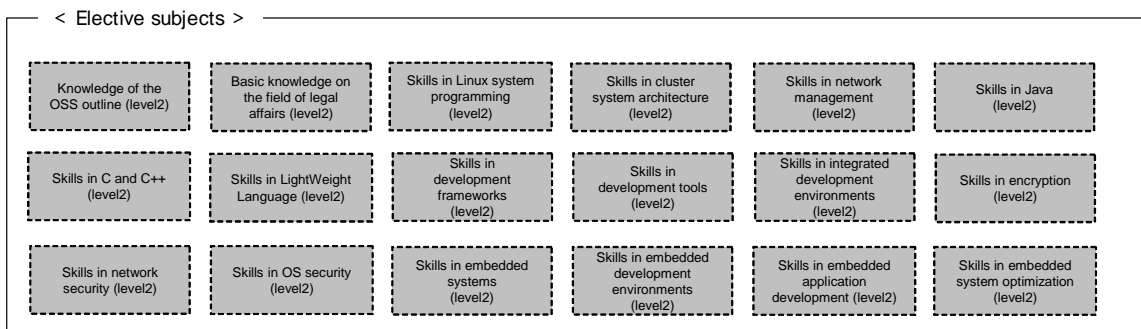 < Elective subjects >
Knowledge of the
OSS outline (level2)
Basic knowledge on
the field of legal
affairs (level2)
Skills in Linux system
programming
(level2)
Skills in cluster
system architecture
(level2)
Skills in network
management
(level2)
Skills in Java
(level2)
Skills in C and C++
(level2)
Skills in LightWeight
Language (level2)
Skills in
development
frameworks
(level2)
Skills in
development tools
(level2)
Skills in integrated
development
environments
(level2)
Skills in encryption
(level2)
Skills in network
security (level2)
Skills in OS security
(level2)
Skills in embedded
systems
(level2)
Skills in embedded
development
environments
(level2)
Skills in embedded
application
development (level2)
Skills in embedded
system optimization
(level2)